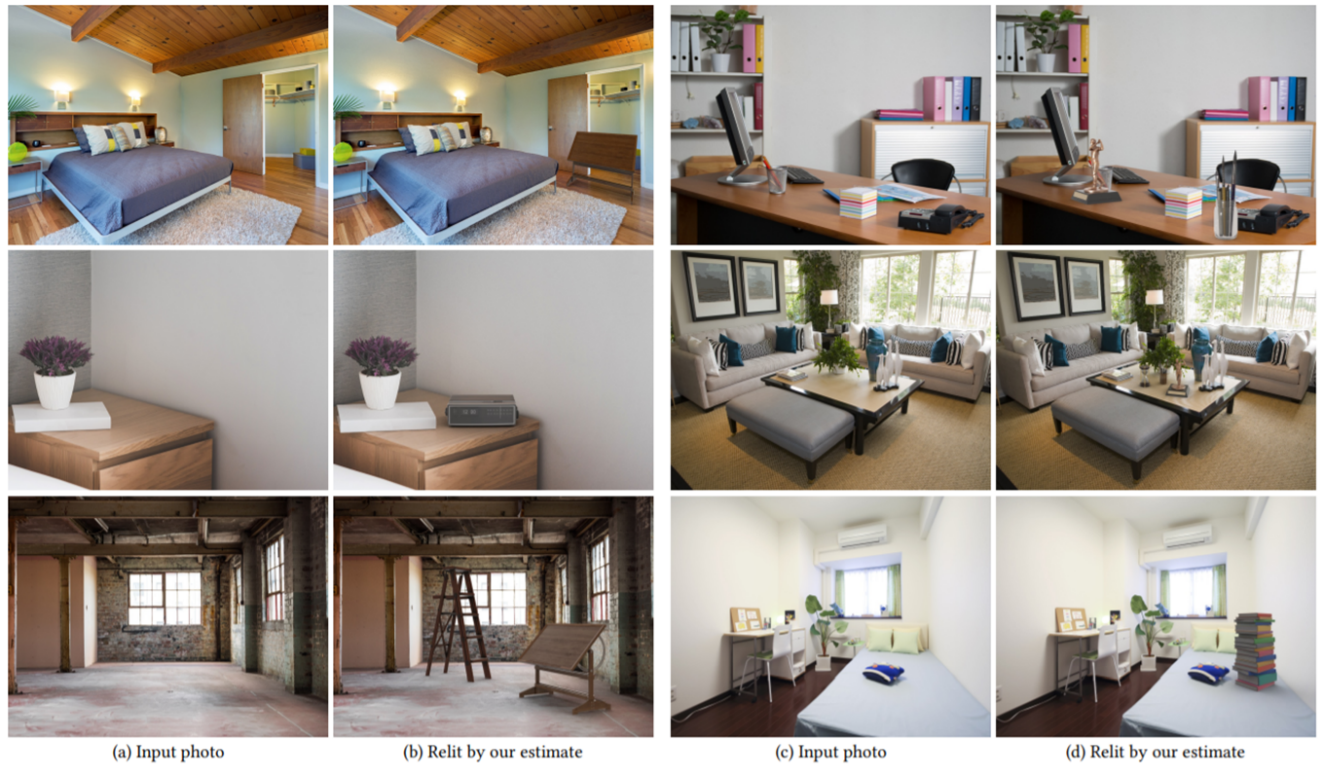 (a) Input photo
(b) Relit by our estimate
(c) Input photo
(d) Relit by our estimate